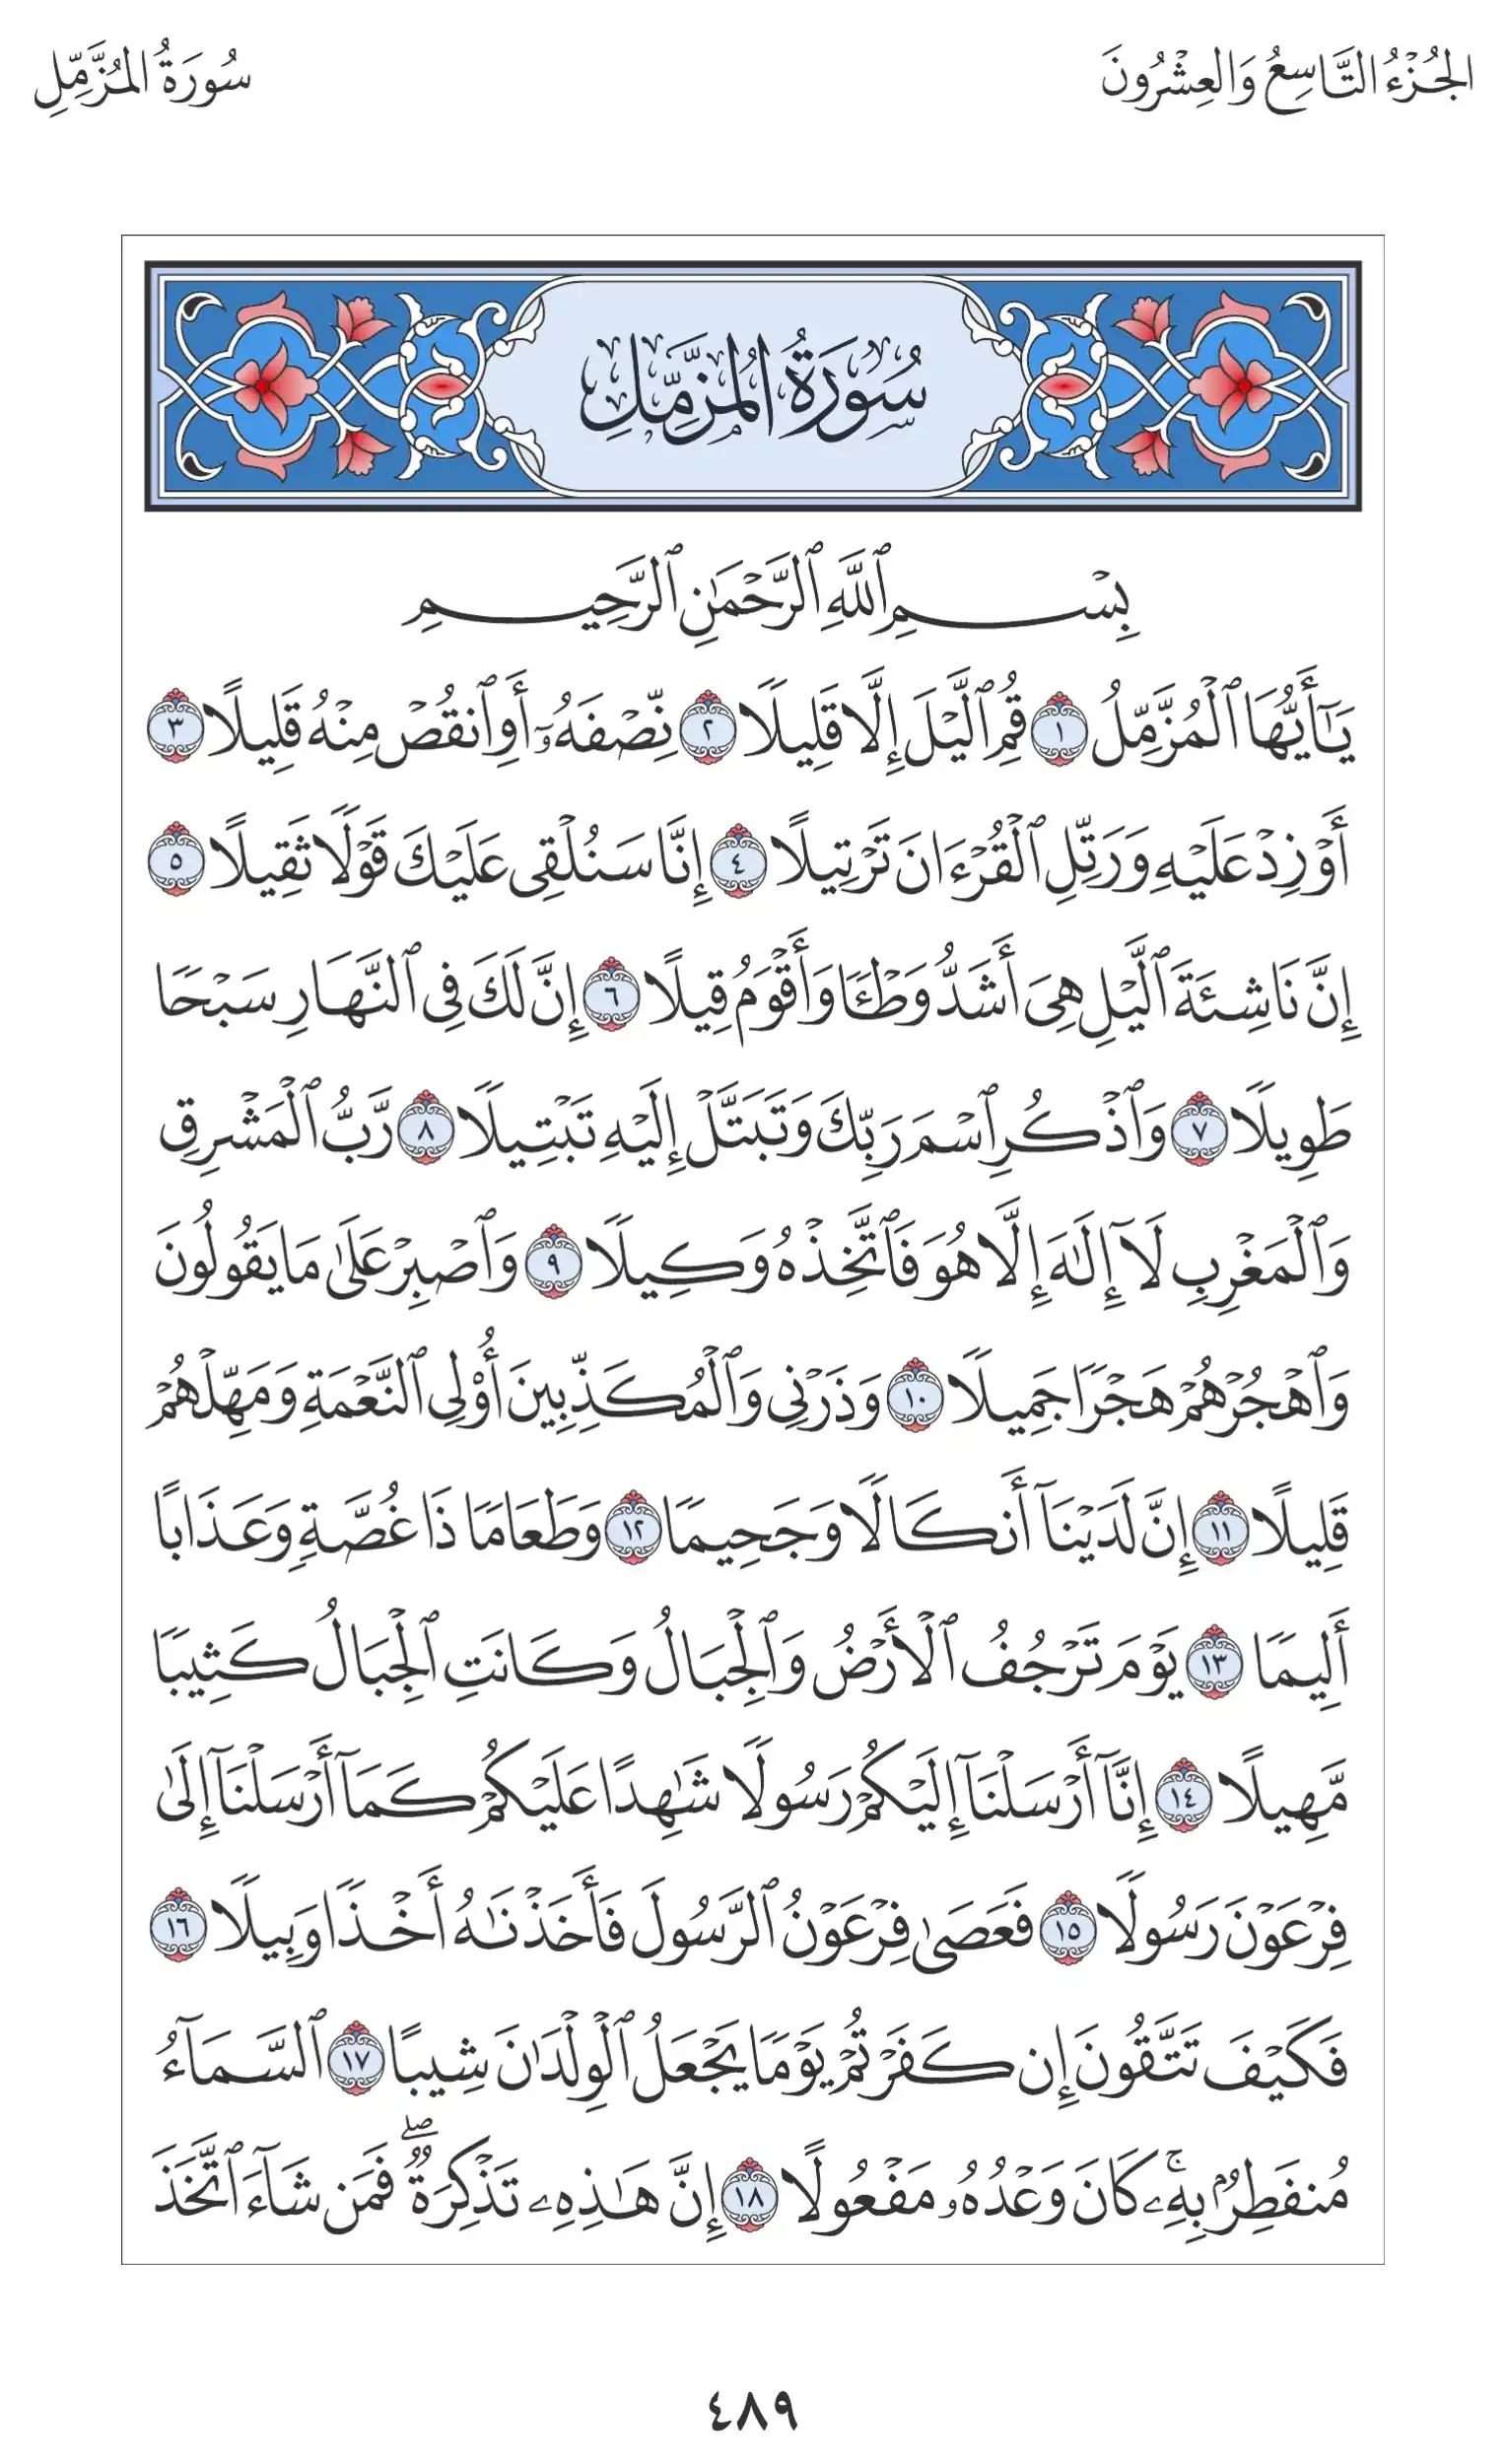 الجُزْءُ التَّاسِعُ وَالعِشْرُونَ
سُورَةُ المُزَّمِّلِ
سُورَةُ المُزَّمِّلِ
بِسْمِ ٱللَّهِ ٱلرَّحْمَٰنِ ٱلرَّحِيمِ
يَٰٓأَيُّهَا ٱلْمُزَّمِّلُ ١ قُمِ ٱلَّيْلَ إِلَّا قَلِيلًا ٢ نِّصْفَهُۥٓ أَوِ ٱنقُصْ مِنْهُ قَلِيلًا ٣
أَوْ زِدْ عَلَيْهِ وَرَتِّلِ ٱلْقُرْءَانَ تَرْتِيلًا ٤ إِنَّا سَنُلْقِى عَلَيْكَ قَوْلًا ثَقِيلًا ٥
إِنَّ نَاشِئَةَ ٱلَّيْلِ هِىَ أَشَدُّ وَطْـًٔا وَأَقْوَمُ قِيلًا ٦ إِنَّ لَكَ فِى ٱلنَّهَارِ سَبْحًا
طَوِيلًا ٧ وَٱذْكُرِ ٱسْمَ رَبِّكَ وَتَبَتَّلْ إِلَيْهِ تَبْتِيلًا ٨ رَّبُّ ٱلْمَشْرِقِ
وَٱلْمَغْرِبِ لَآ إِلَٰهَ إِلَّا هُوَ فَٱتَّخِذْهُ وَكِيلًا ٩ وَٱصْبِرْ عَلَىٰ مَا يَقُولُونَ
وَٱهْجُرْهُمْ هَجْرًا جَمِيلًا ١٠ وَذَرْنِى وَٱلْمُكَذِّبِينَ أُو۟لِى ٱلنَّعْمَةِ وَمَهِّلْهُمْ
قَلِيلًا ١١ إِنَّ لَدَيْنَآ أَنكَالًا وَجَحِيمًا ١٢ وَطَعَامًا ذَا غُصَّةٍ وَعَذَابًا
أَلِيمًا ١٣ يَوْمَ تَرْجُفُ ٱلْأَرْضُ وَٱلْجِبَالُ وَكَانَتِ ٱلْجِبَالُ كَثِيبًا
مَّهِيلًا ١٤ إِنَّآ أَرْسَلْنَآ إِلَيْكُمْ رَسُولًا شَٰهِدًا عَلَيْكُمْ كَمَآ أَرْسَلْنَآ إِلَىٰ
فِرْعَوْنَ رَسُولًا ١٥ فَعَصَىٰ فِرْعَوْنُ ٱلرَّسُولَ فَأَخَذْنَٰهُ أَخْذًا وَبِيلًا ١٦
فَكَيْفَ تَتَّقُونَ إِن كَفَرْتُمْ يَوْمًا يَجْعَلُ ٱلْوِلْدَٰنَ شِيبًا ١٧ ٱلسَّمَآءُ
مُنفَطِرٌۢ بِهِۦۚ كَانَ وَعْدُهُۥ مَفْعُولًا ١٨ إِنَّ هَٰذِهِۦ تَذْكِرَةٌۖ فَمَن شَآءَ ٱتَّخَذَ
٤٨٩